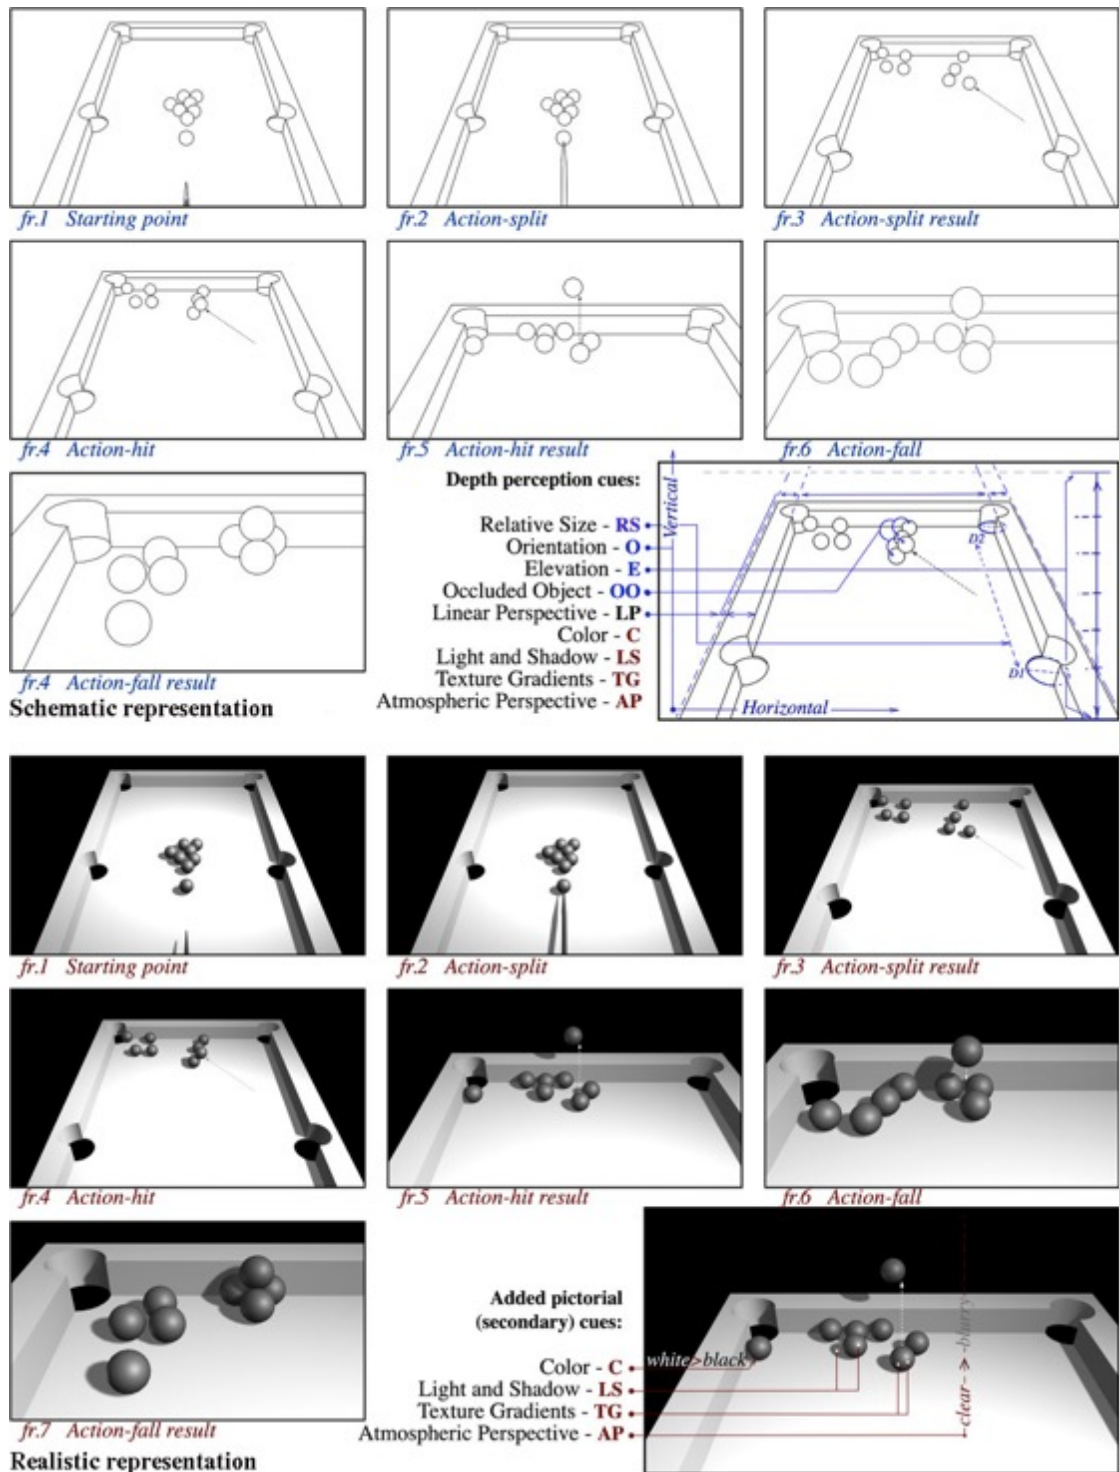 fr.1 Starting point
fr.2 Action-split
fr.3 Action-split result
fr.4 Action-hit
fr.5 Action-hit result
fr.6 Action-fall
fr.4 Action-fall result
Schematic representation
Depth perception cues:
Relative Size - RS
Orientation - O
Elevation - E
Occluded Object - OO
Linear Perspective - LP
Color - C
Light and Shadow - LS
Texture Gradients - TG
Atmospheric Perspective - AP
Vertical
D2
D1
Horizontal
fr.1 Starting point
fr.2 Action-split
fr.3 Action-split result
fr.4 Action-hit
fr.5 Action-hit result
fr.6 Action-fall
fr.7 Action-fall result
Realistic representation
Added pictorial
(secondary) cues:
Color - C
Light and Shadow - LS
Texture Gradients - TG
Atmospheric Perspective - AP
white>black
clear-->-blurry